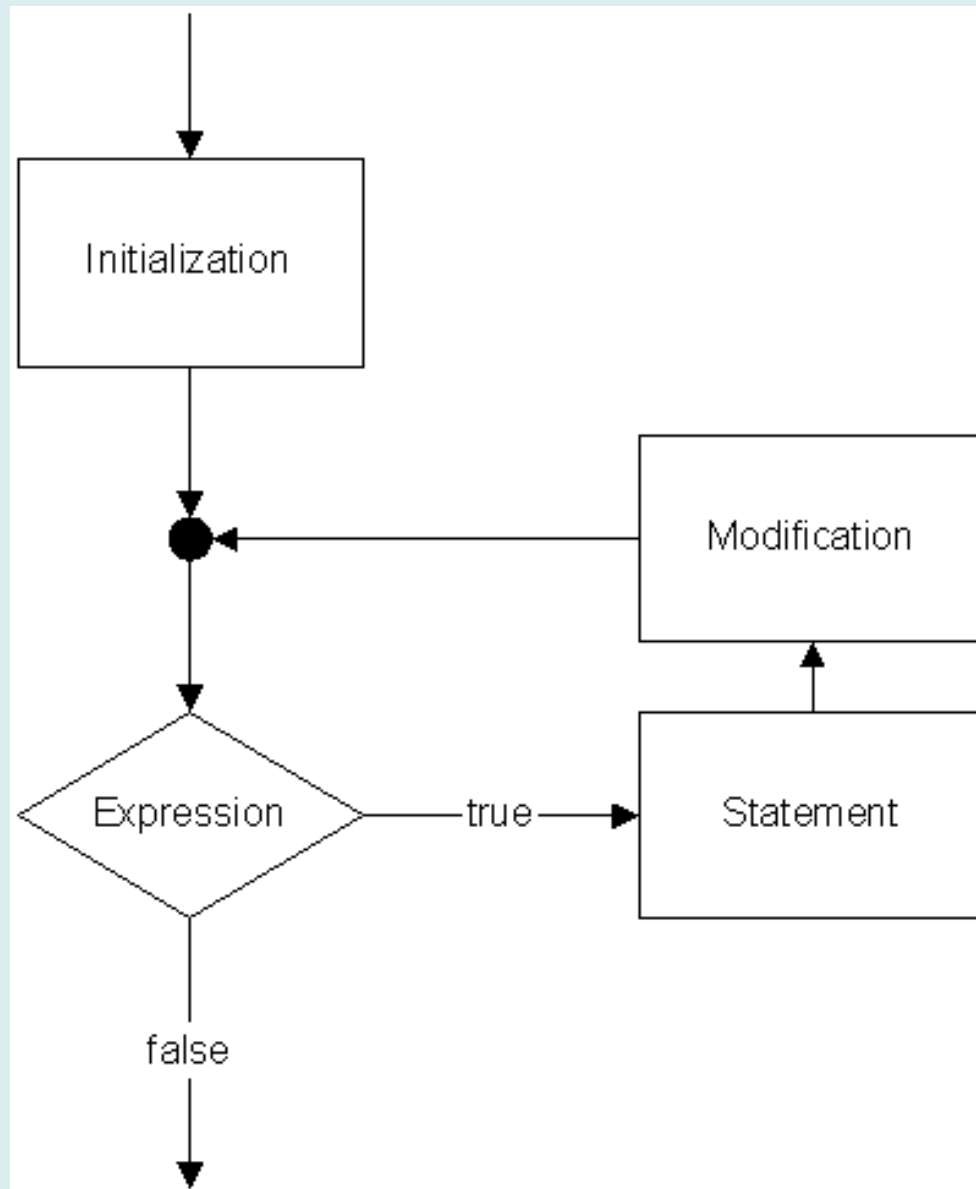 Initialization
Modification
Expression
true
Statement
false